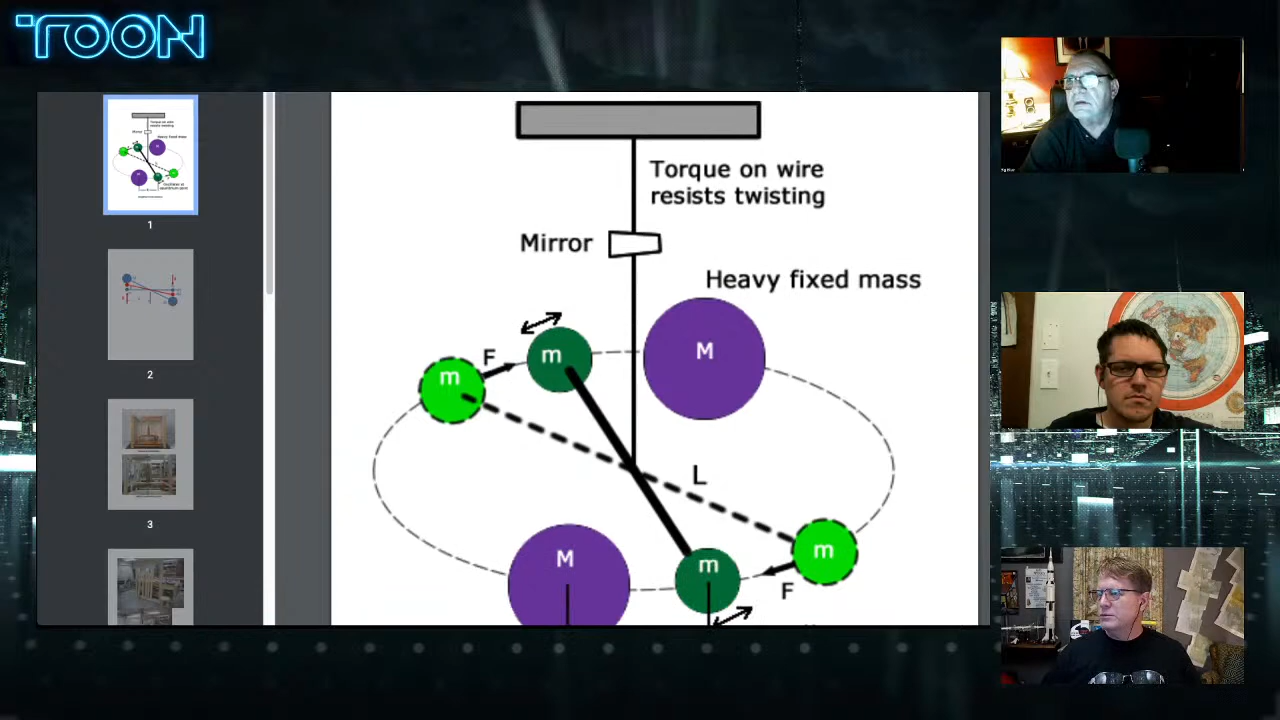 TOON
Torque on wire
resists twisting
Mirror
Heavy fixed mass
M
m
F
m
L
M
m
m
F
1
2
3